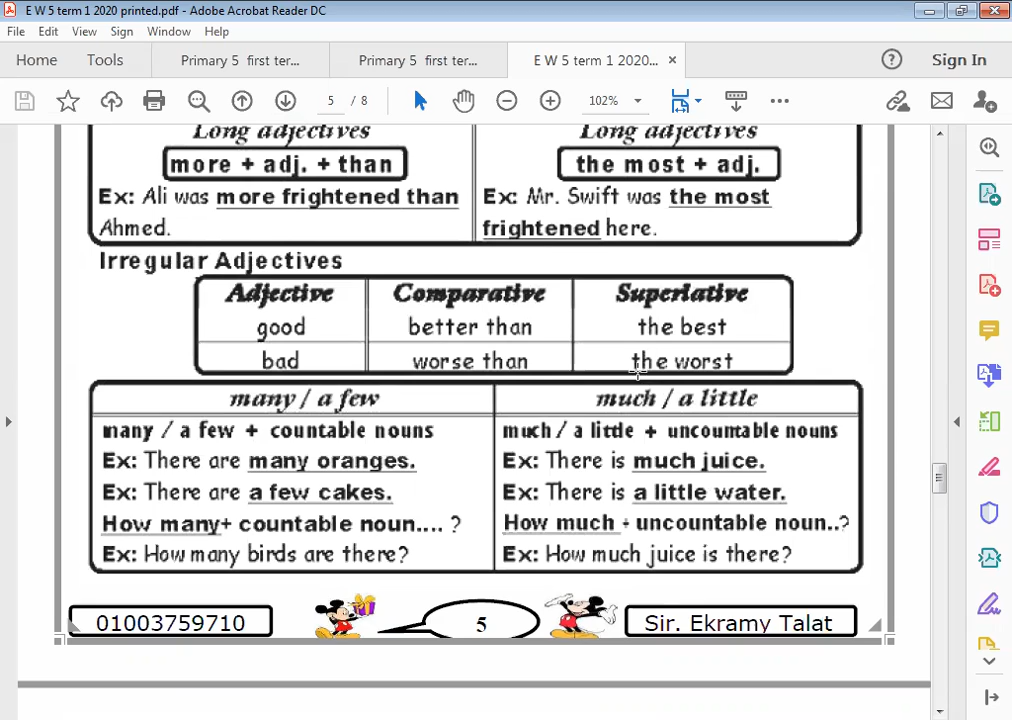 E W 5 term 1 2020 printed.pdf - Adobe Acrobat Reader DC
File Edit View Sign Window Help
Home Tools Primary 5 first ter... Primary 5 first ter... E W 5 term 1 2020... × Sign In
5 / 8 102%
Long adjectives Long adjectives
more + adj. + than the most + adj.
Ex: Ali was more frightened than Ex: Mr. Swift was the most
Ahmed. frightened here.
Irregular Adjectives
Adjective Comparative Superlative
good better than the best
bad worse than the worst
many / a few much / a little
many / a few + countable nouns much / a little + uncountable nouns
Ex: There are many oranges. Ex: There is much juice.
Ex: There are a few cakes. Ex: There is a little water.
How many+ countable noun.... ? How much + uncountable noun..?
Ex: How many birds are there? Ex: How much juice is there?
01003759710 5 Sir. Ekramy Talat